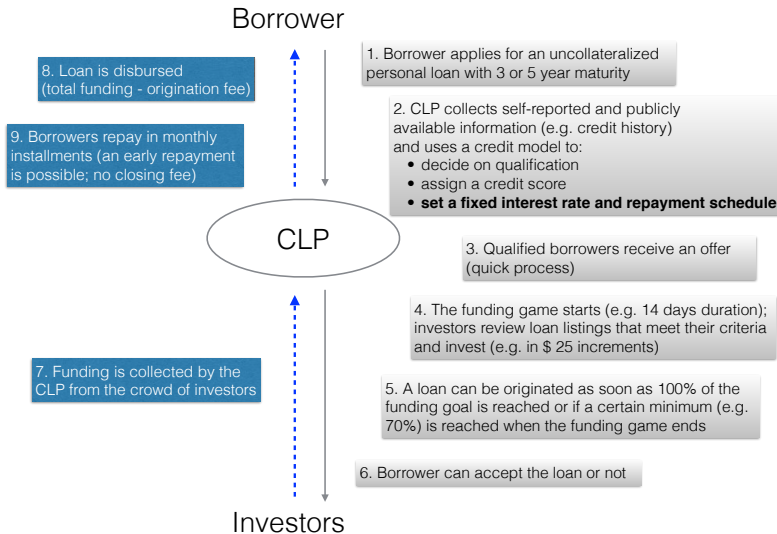 Borrower
1. Borrower applies for an uncollateralized
personal loan with 3 or 5 year maturity
8. Loan is disbursed
(total funding - origination fee)
2. CLP collects self-reported and publicly
available information (e.g. credit history)
and uses a credit model to:
• decide on qualification
• assign a credit score
• set a fixed interest rate and repayment schedule
9. Borrowers repay in monthly
installments (an early repayment
is possible; no closing fee)
CLP
3. Qualified borrowers receive an offer
(quick process)
4. The funding game starts (e.g. 14 days duration);
investors review loan listings that meet their criteria
and invest (e.g. in $ 25 increments)
7. Funding is collected by the
CLP from the crowd of investors
5. A loan can be originated as soon as 100% of the
funding goal is reached or if a certain minimum (e.g.
70%) is reached when the funding game ends
6. Borrower can accept the loan or not
Investors